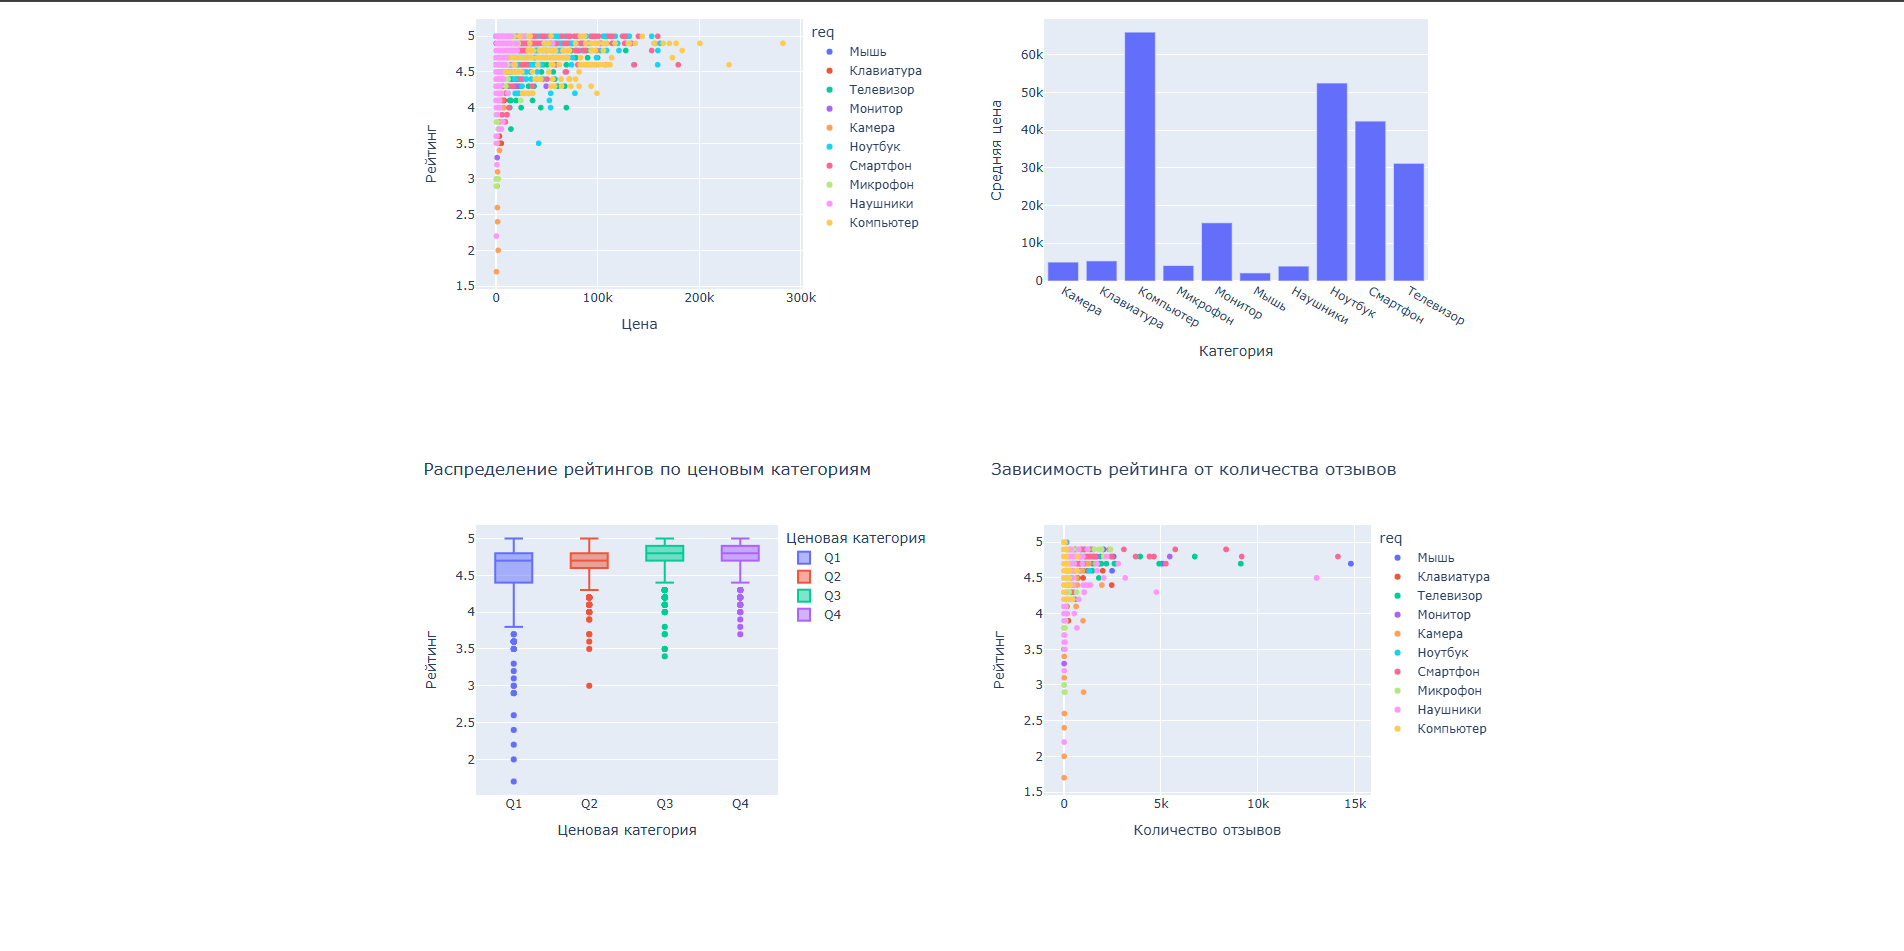 5
4.5
4
3.5
3
2.5
2
1.5
Рейтинг
0
100k
200k
300k
Цена
req
Мышь
Клавиатура
Телевизор
Монитор
Камера
Ноутбук
Смартфон
Микрофон
Наушники
Компьютер
60k
50k
40k
30k
20k
10k
0
Средняя цена
Камера
Клавиатура
Компьютер
Микрофон
Монитор
Мышь
Наушники
Ноутбук
Смартфон
Телевизор
Категория
Распределение рейтингов по ценовым категориям
5
4.5
4
3.5
3
2.5
2
Рейтинг
Q1
Q2
Q3
Q4
Ценовая категория
Ценовая категория
Q1
Q2
Q3
Q4
Зависимость рейтинга от количества отзывов
5
4.5
4
3.5
3
2.5
2
1.5
Рейтинг
0
5k
10k
15k
Количество отзывов
req
Мышь
Клавиатура
Телевизор
Монитор
Камера
Ноутбук
Смартфон
Микрофон
Наушники
Компьютер